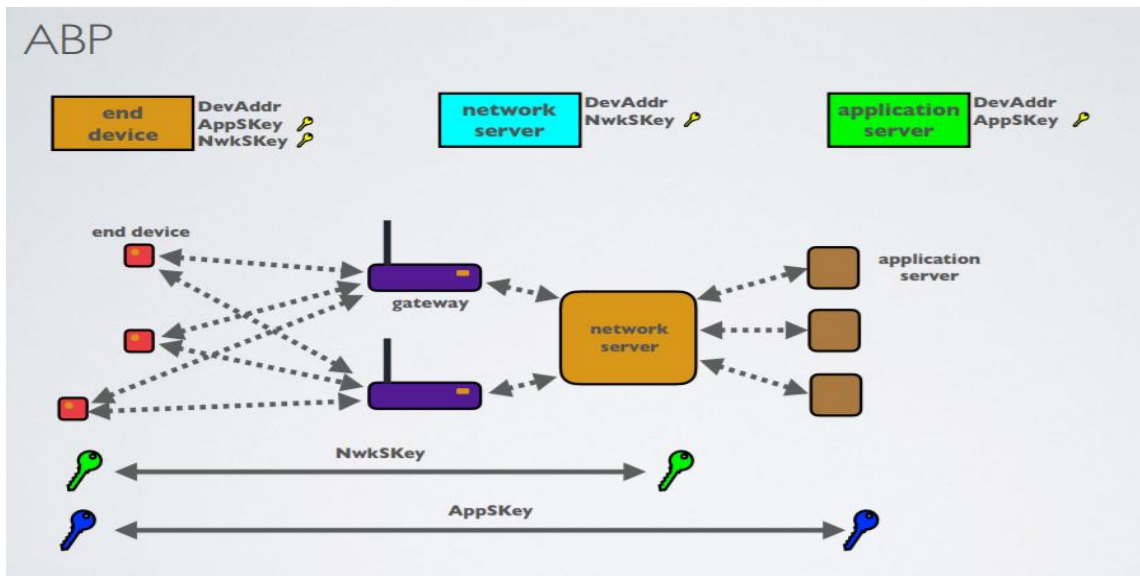 ABP
end
device
DevAddr
AppSKey
NwkSKey
network
server
DevAddr
NwkSKey
application
server
DevAddr
AppSKey
end device
gateway
network
server
application
server
NwkSKey
AppSKey